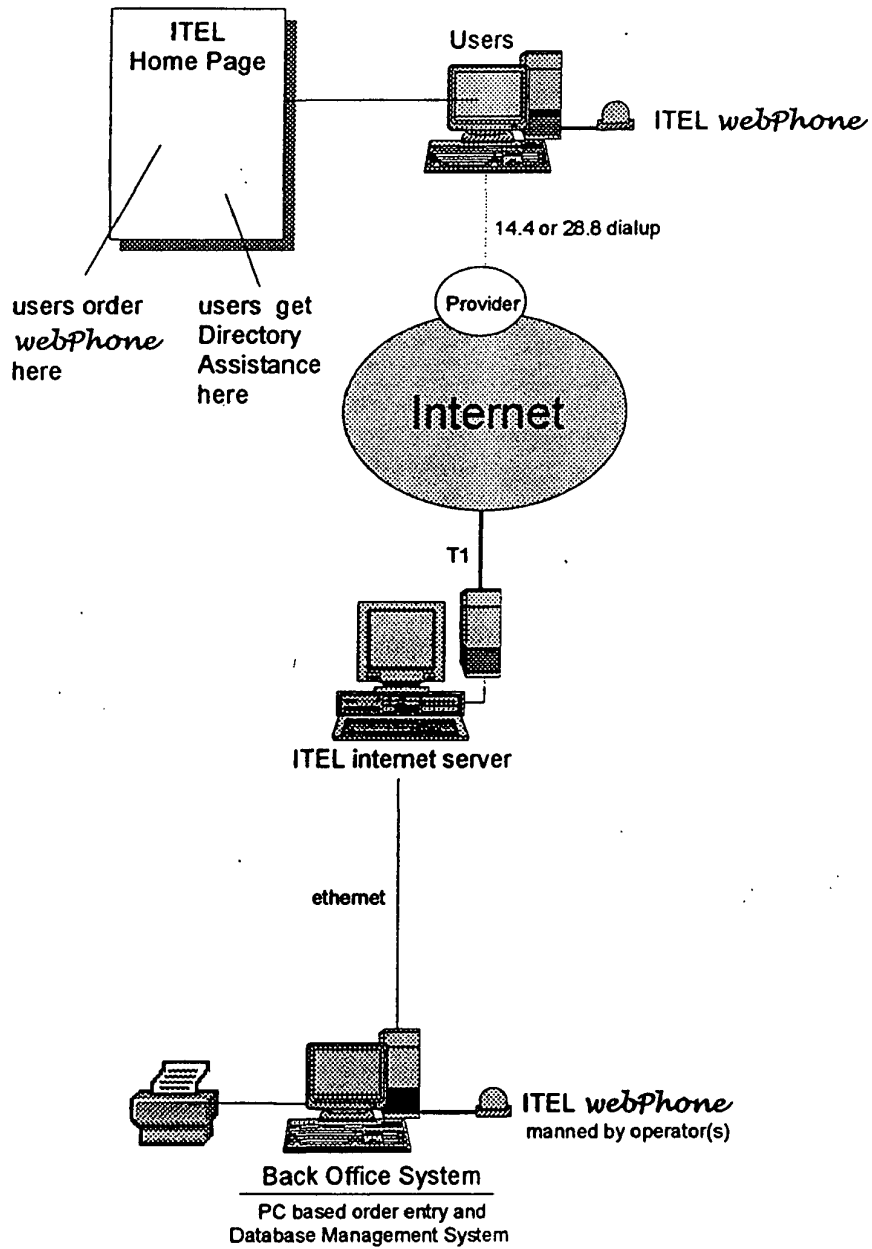 ITEL
Home Page
Users
ITEL webPhone
14.4 or 28.8 dialup
users order
webPhone
here
users get
Directory
Assistance
here
Provider
Internet
T1
ITEL internet server
ethernet
ITEL webPhone
manned by operator(s)
Back Office System
PC based order entry and
Database Management System